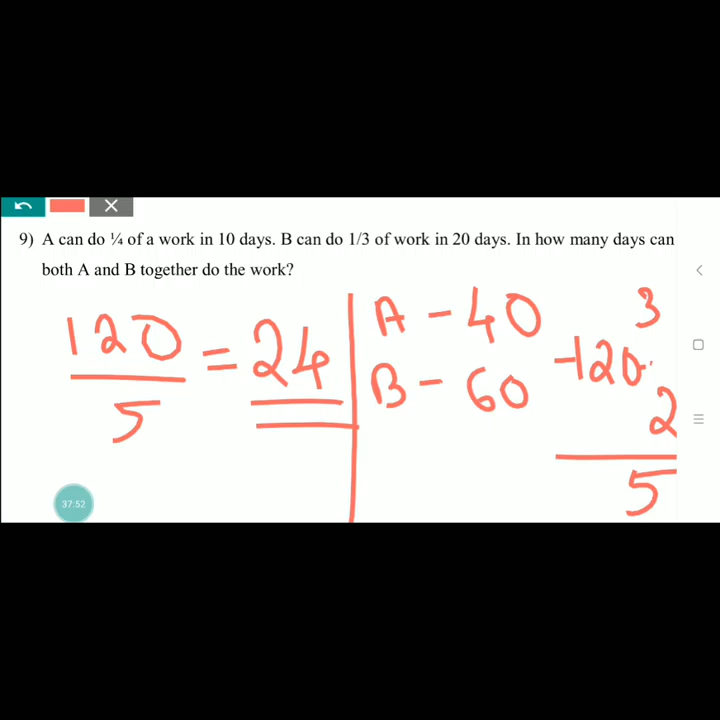 9) A can do ¼ of a work in 10 days. B can do 1/3 of work in 20 days. In how many days can
both A and B together do the work?
120
5
= 24
A - 40
B - 60
3
-120.
2
5
37:52